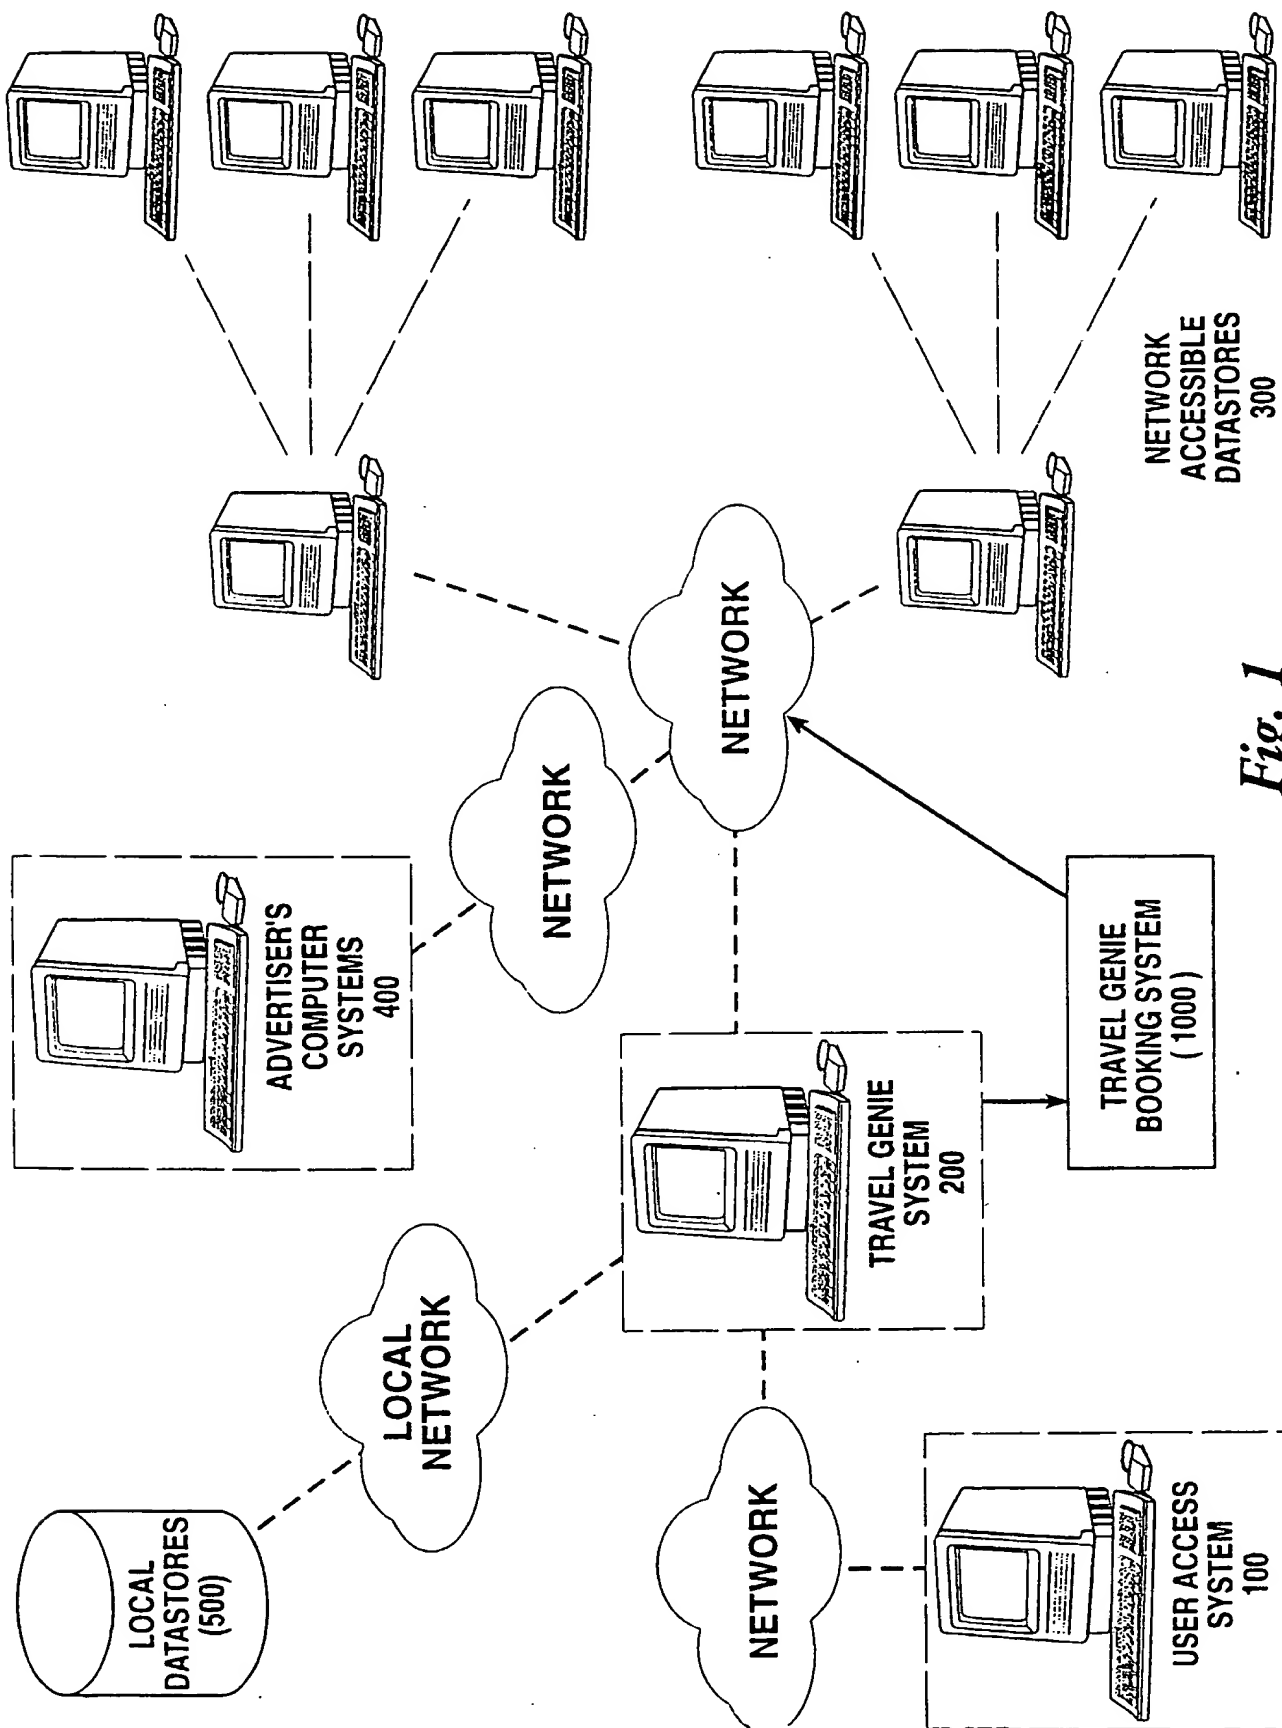 LOCAL
DATASTORES
(500)
LOCAL
NETWORK
ADVERTISER'S
COMPUTER
SYSTEMS
400
NETWORK
NETWORK
NETWORK
TRAVEL GENIE
SYSTEM
200
USER ACCESS
SYSTEM
100
TRAVEL GENIE
BOOKING SYSTEM
(1000)
NETWORK
ACCESSIBLE
DATASTORES
300
Fig. 1